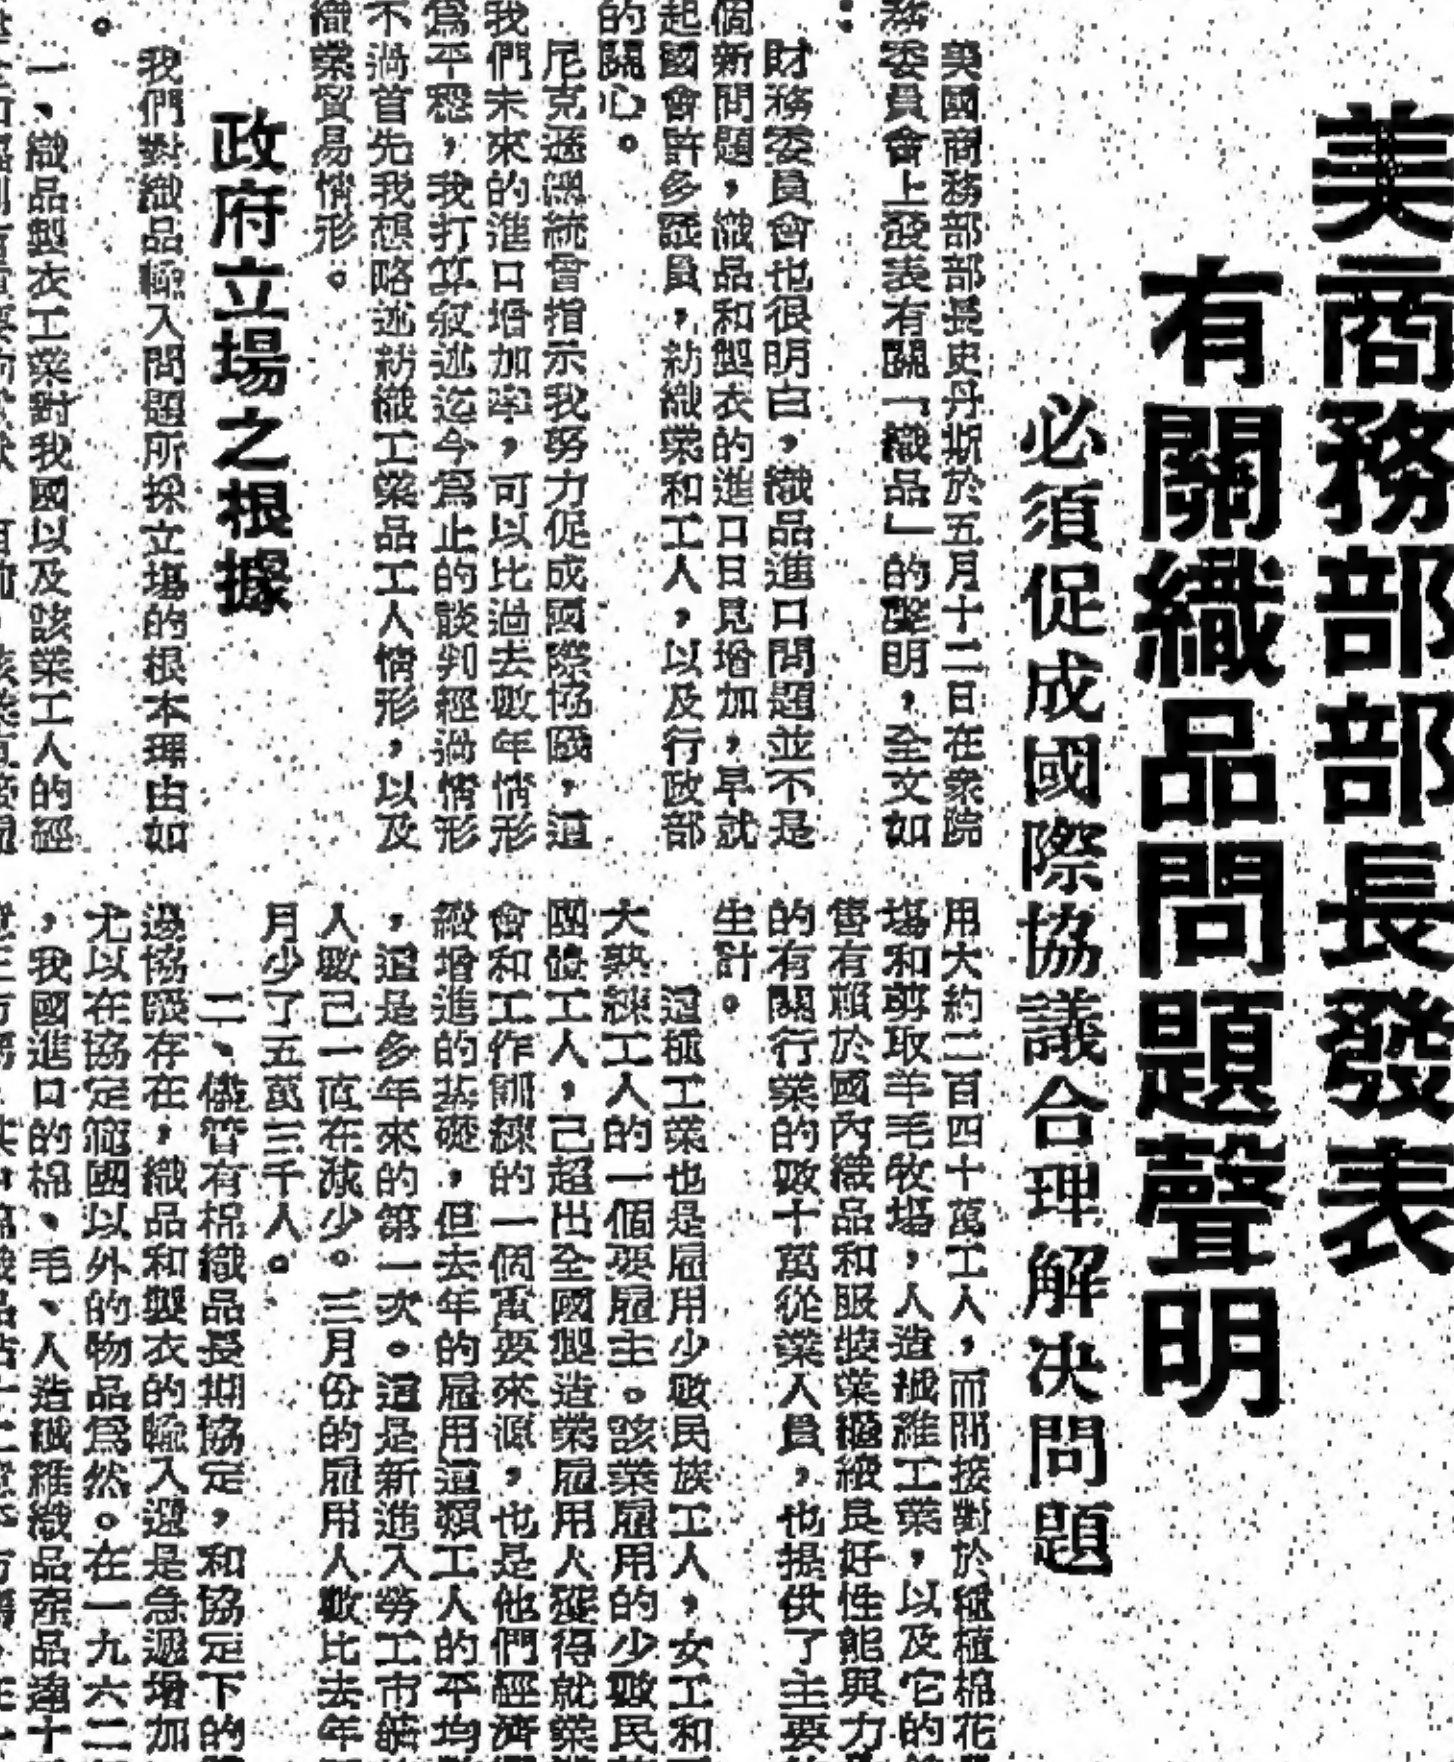 美商務部部長發表
有關織品問題聲明
必須促成國際協議合理解決問題
美國商務部部長史丹斯於五月十二日在衆院
務委員會上發表有關「織品」的聲明，全文如
：
財務委員會也很明白，織品進口問題並不是
個新問題，織品和製衣的進口日見增加，早就
起國會許多議員，紡織業和工人，以及行政部
的關心。
尼克遜總統曾指示我努力促成國際協議，這
我們未來的進口增加率，可以比過去數年情形
爲平穩，我打算敍述迄今爲止的談判經過情形
不過首先我想略述紡織工業品工人情形，以及
織業貿易情形。
政府立場之根據
我們對織品輸入問題所採立場的根本理由如
。
一、織品製衣工業對我國以及該業工人的經
用大約二百四十萬工人，而間接對於種植棉花
場和剪取羊毛牧場，人造纖維工業，以及它的
售有賴於國內織品和服裝業繼續良好性能與力
的有關行業的數十萬從業人員，也提供了主要
生計。
這種工業也是雇用少數民族工人，女工和
大熟練工人的一個要雇主。該業雇用的少數民
團體工人，己超出全國製造業雇用人獲得就業
會和工作訓練的一個重要來源，也是他們經濟
續增進的基礎，但去年的雇用這類工人的平均
，這是多年來的第一次。這是新進入勞工市
人數己一直在減少。三月份的雇用人數比去年
月少了五萬三千人。
二、儘管有棉織品長期協定，和協定下的
邊協議存在，織品和製衣的輸入還是急遽增加
尤以在協定範圍以外的物品爲然。在一九六二
，我國進口的棉、毛、人造纖維織品產品達十